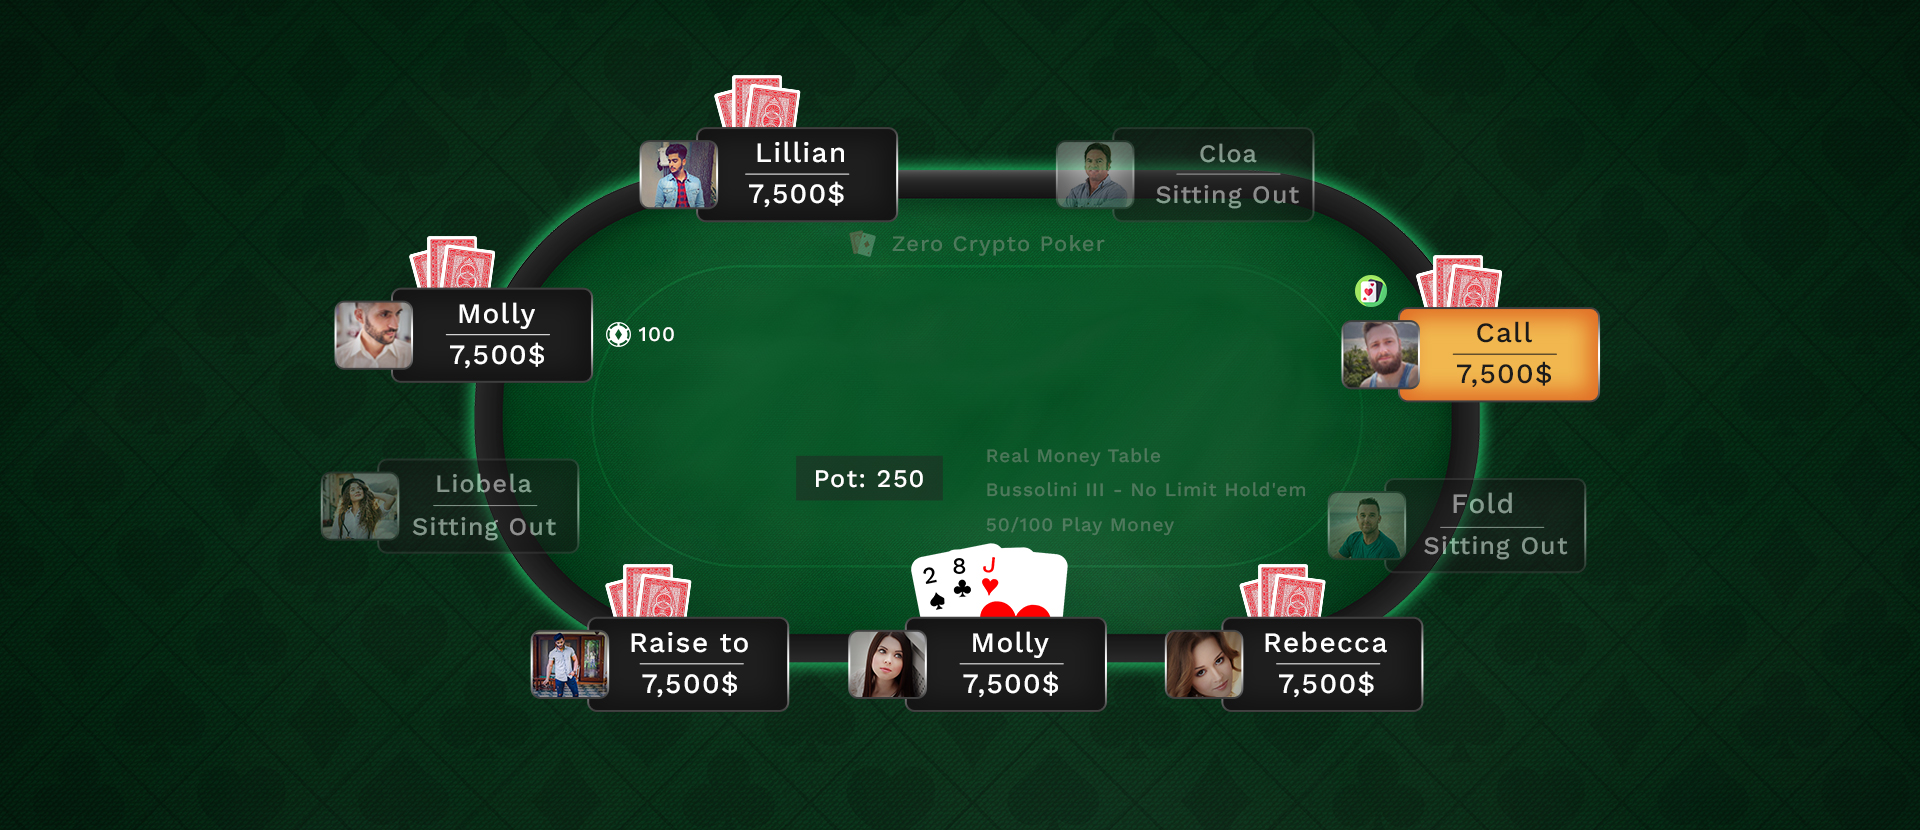 Lillian
7,500$
Cloa
Sitting Out
Zero Crypto Poker
Molly
7,500$
100
Call
7,500$
Real Money Table
Pot: 250
Bussolini III - No Limit Hold'em
50/100 Play Money
Liobela
Sitting Out
Fold
Sitting Out
2 8 J
Raise to
7,500$
Molly
7,500$
Rebecca
7,500$